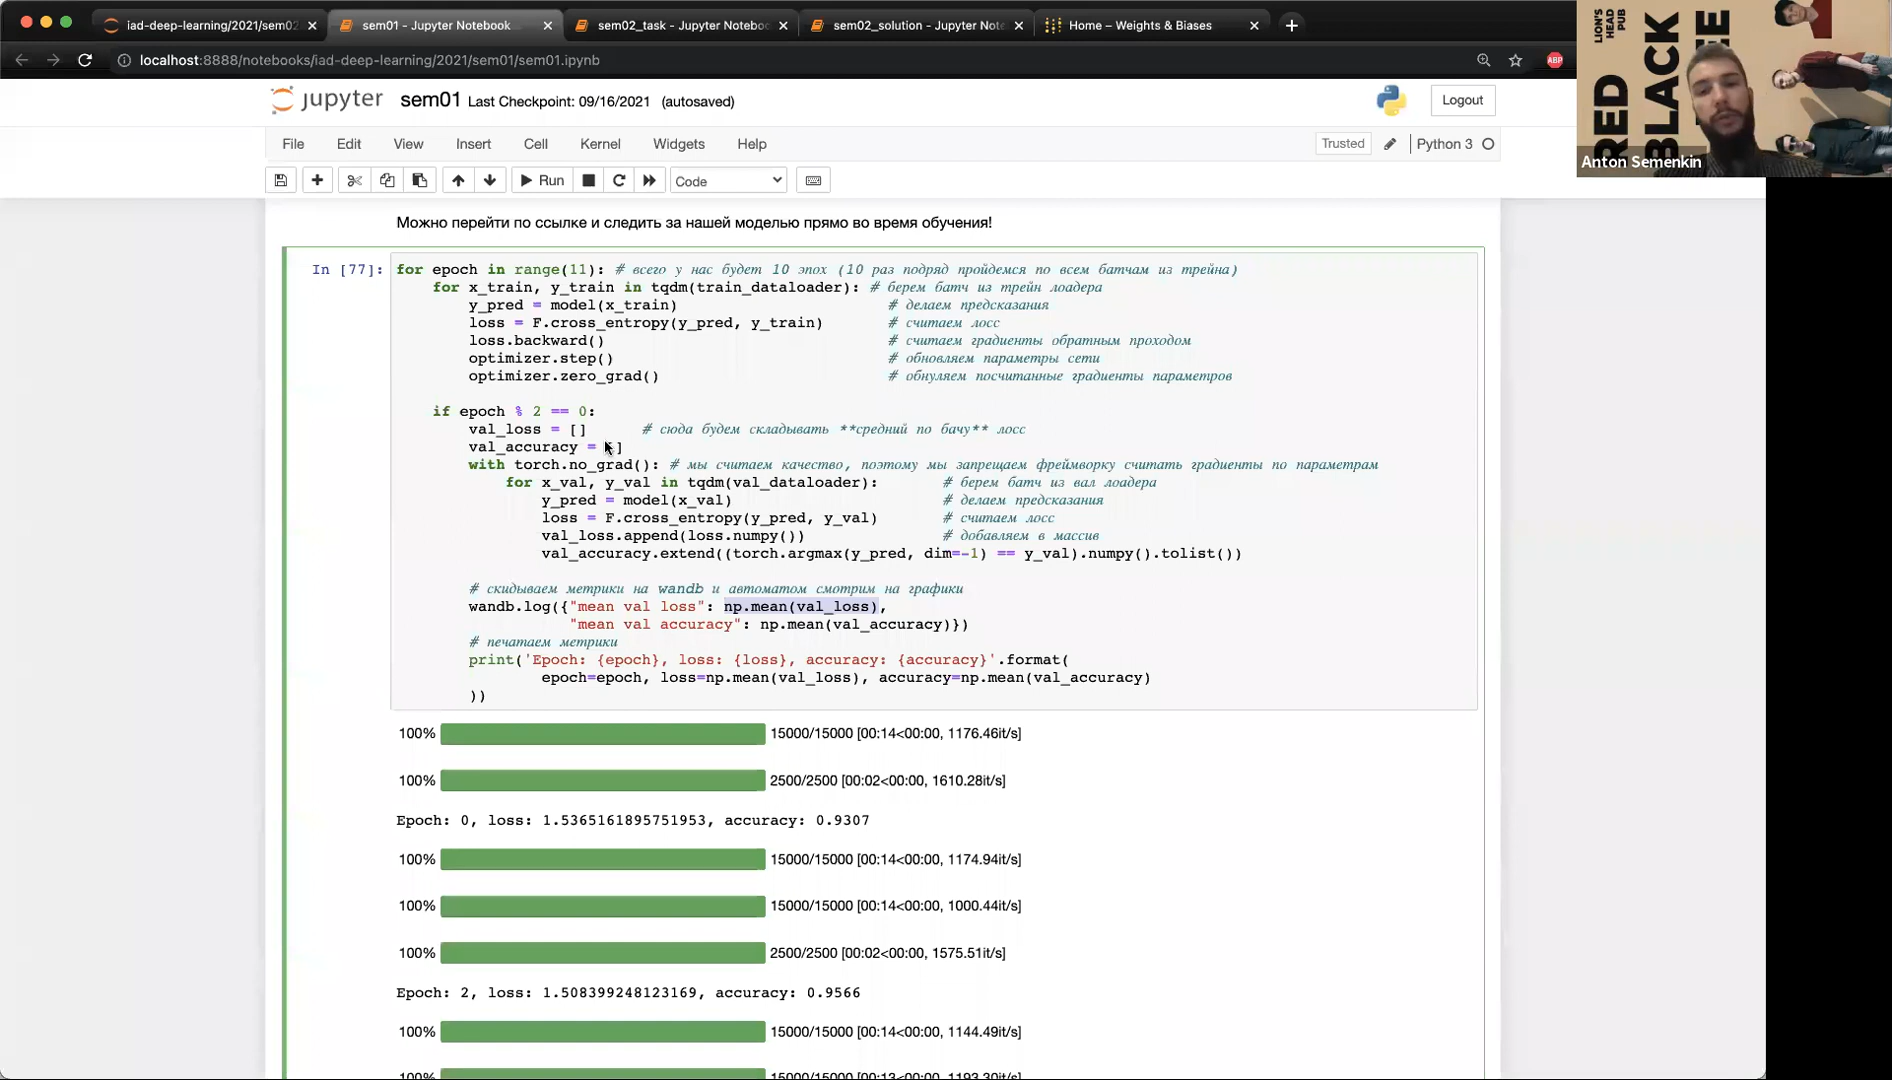 iad-deep-learning/2021/sem02
sem01 - Jupyter Notebook
sem02_task - Jupyter Notebo
sem02_solution - Jupyter Not
Home – Weights & Biases
localhost:8888/notebooks/iad-deep-learning/2021/sem01/sem01.ipynb
ABP
LION'S HEAD PUB
RED
BLACK
Anton Semenkin
jupyter sem01 Last Checkpoint: 09/16/2021 (autosaved)
Logout
File Edit View Insert Cell Kernel Widgets Help
Trusted
Python 3
Run
Code
Можно перейти по ссылке и следить за нашей моделью прямо во время обучения!
In [77]: for epoch in range(11): # всего у нас будет 10 эпох (10 раз подряд пройдемся по всем батчам из трейна)
for x_train, y_train in tqdm(train_dataloader): # берем батч из трейн лоадера
y_pred = model(x_train) # делаем предсказания
loss = F.cross_entropy(y_pred, y_train) # считаем лосс
loss.backward() # считаем градиенты обратным проходом
optimizer.step() # обновляем параметры сети
optimizer.zero_grad() # обнуляем посчитанные градиенты параметров
if epoch % 2 == 0:
val_loss = [] # сюда будем складывать **средний по бачу** лосс
val_accuracy = []
with torch.no_grad(): # мы считаем качество, поэтому мы запрещаем фреймворку считать градиенты по параметрам
for x_val, y_val in tqdm(val_dataloader): # берем батч из вал лоадера
y_pred = model(x_val) # делаем предсказания
loss = F.cross_entropy(y_pred, y_val) # считаем лосс
val_loss.append(loss.numpy()) # добавляем в массив
val_accuracy.extend((torch.argmax(y_pred, dim=-1) == y_val).numpy().tolist())
# скидываем метрики на wandb и автоматом смотрим на графики
wandb.log({"mean val loss": np.mean(val_loss),
"mean val accuracy": np.mean(val_accuracy)})
# печатаем метрики
print('Epoch: {epoch}, loss: {loss}, accuracy: {accuracy}'.format(
epoch=epoch, loss=np.mean(val_loss), accuracy=np.mean(val_accuracy)
))
100% 15000/15000 [00:14<00:00, 1176.46it/s]
100% 2500/2500 [00:02<00:00, 1610.28it/s]
Epoch: 0, loss: 1.5365161895751953, accuracy: 0.9307
100% 15000/15000 [00:14<00:00, 1174.94it/s]
100% 15000/15000 [00:14<00:00, 1000.44it/s]
100% 2500/2500 [00:02<00:00, 1575.51it/s]
Epoch: 2, loss: 1.508399248123169, accuracy: 0.9566
100% 15000/15000 [00:14<00:00, 1144.49it/s]
100% 15000/15000 [00:13<00:00, 1193.30it/s]